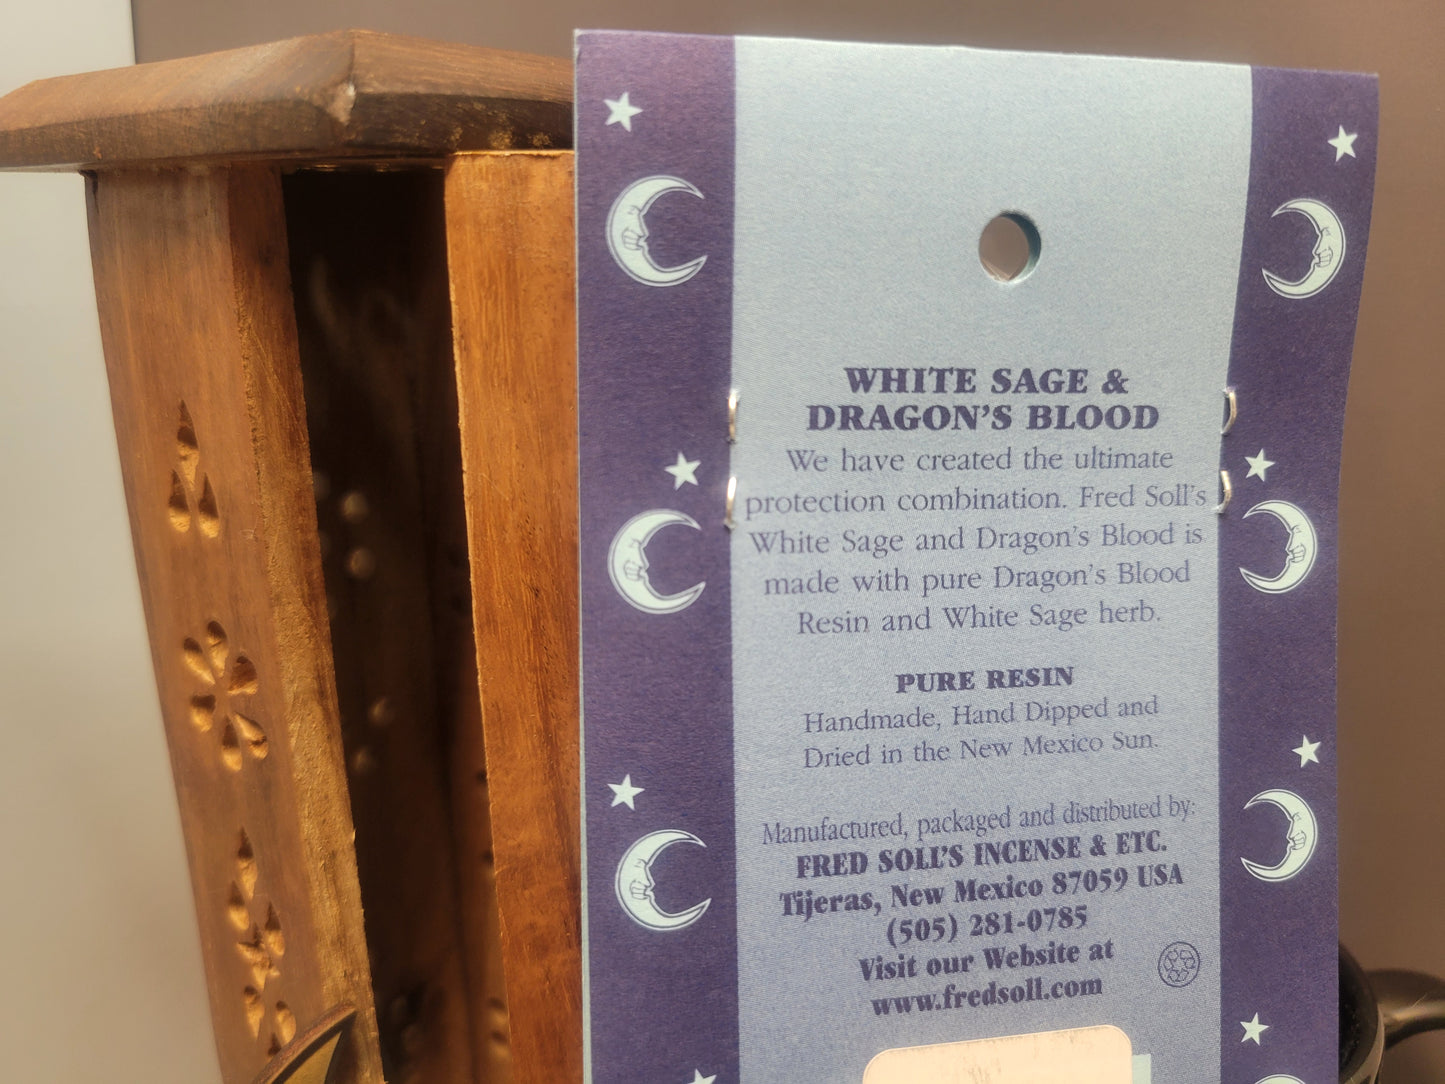 WHITE SAGE &
DRAGON'S BLOOD
We have created the ultimate
protection combination. Fred Soll's
White Sage and Dragon's Blood is
made with pure Dragon's Blood
Resin and White Sage herb.
PURE RESIN
Handmade, Hand Dipped and
Dried in the New Mexico Sun.
Manufactured, packaged and distributed by:
FRED SOLL'S INCENSE & ETC.
Tijeras, New Mexico 87059 USA
(505) 281-0785
Visit our Website at
www.fredsoll.com